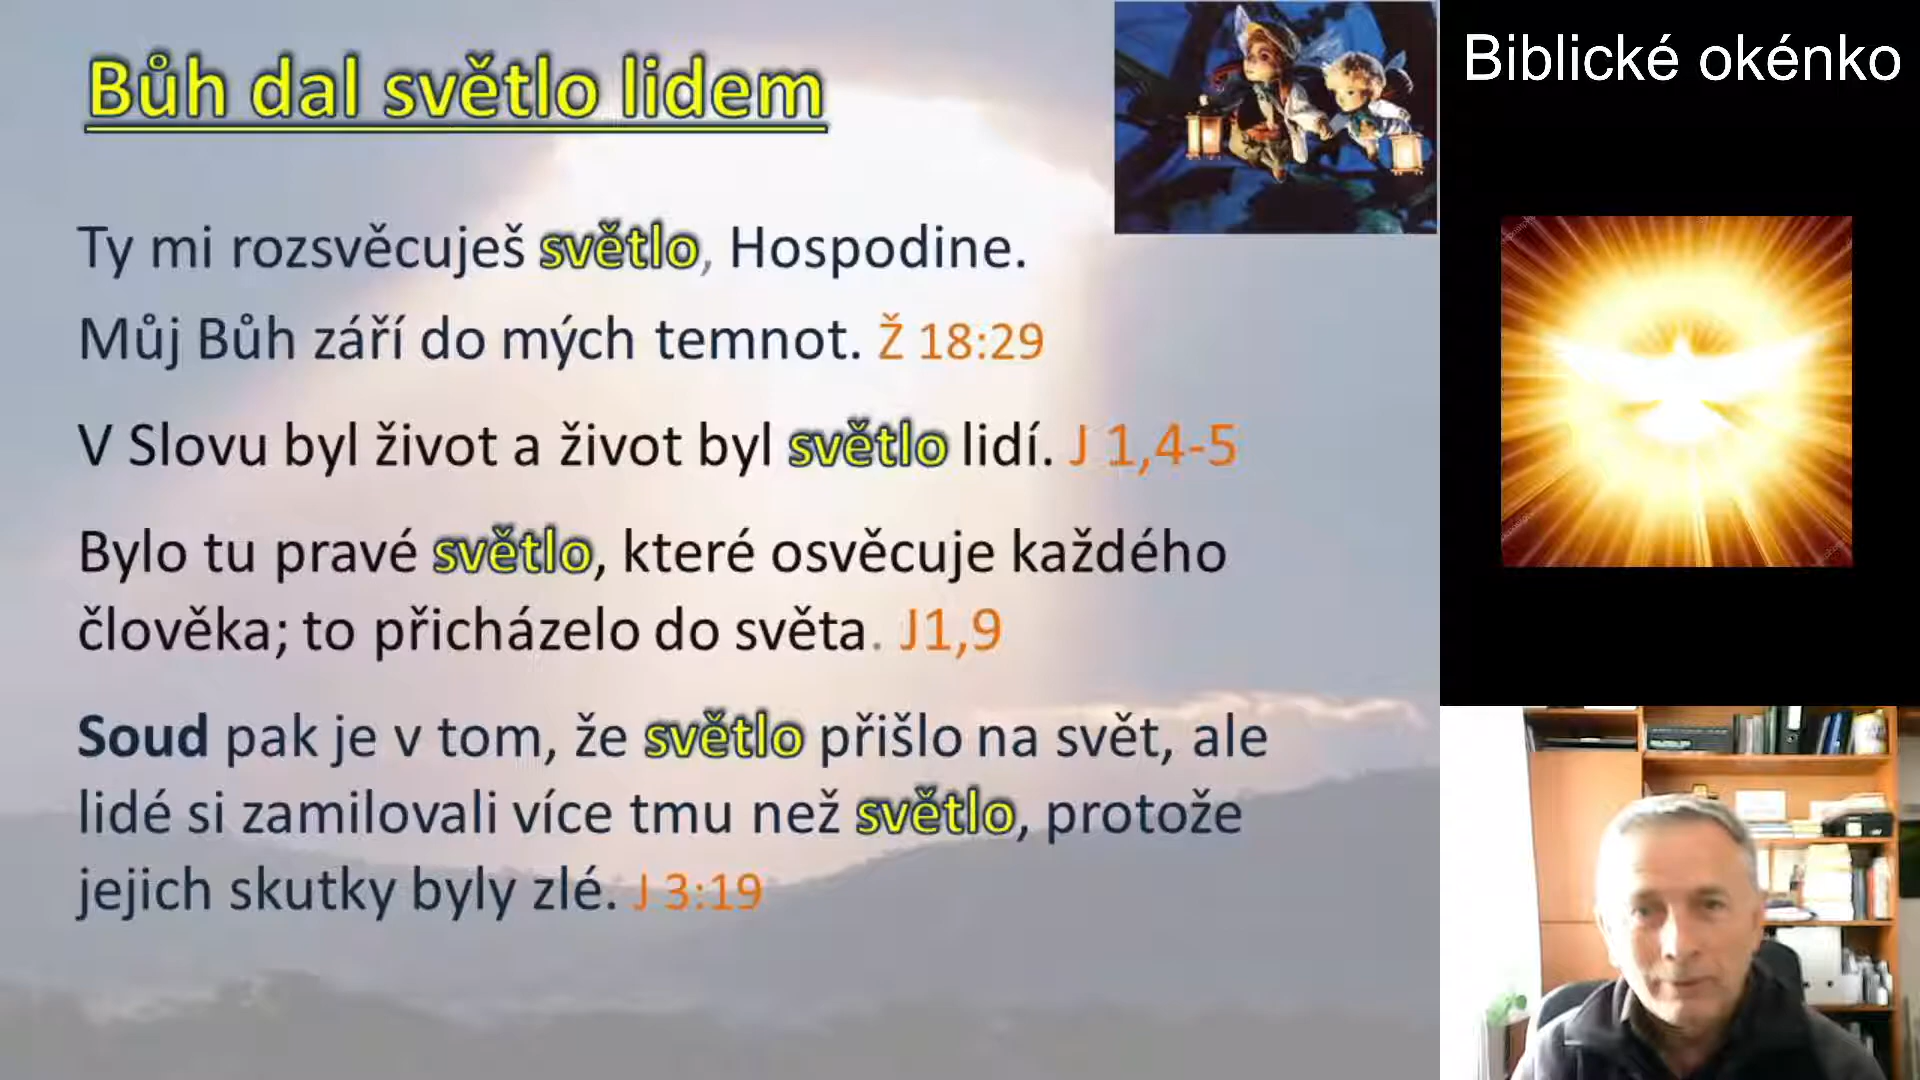 Bůh dal světlo lidem
Ty mi rozsvěcuješ světlo, Hospodine.
Můj Bůh září do mých temnot. Ž 18:29
V Slovu byl život a život byl světlo lidí. J 1,4-5
Bylo tu pravé světlo, které osvěcuje každého
člověka; to přicházelo do světa. J1,9
Soud pak je v tom, že světlo přišlo na svět, ale
lidé si zamilovali více tmu než světlo, protože
jejich skutky byly zlé. J 3:19
Biblické okénko